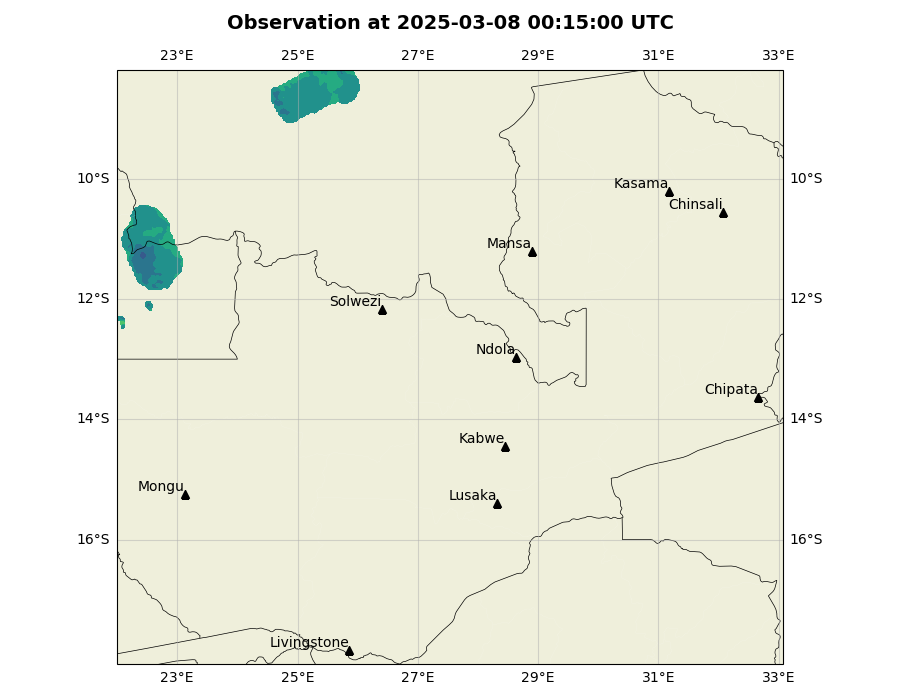 Observation at 2025-03-08 00:15:00 UTC
23°E 25°E 27°E 29°E 31°E 33°E
10°S 10°S
Kasama
Chinsali
Mansa
12°S 12°S
Solwezi
Ndola
Chipata
14°S 14°S
Kabwe
Mongu
Lusaka
16°S 16°S
Livingstone
23°E 25°E 27°E 29°E 31°E 33°E